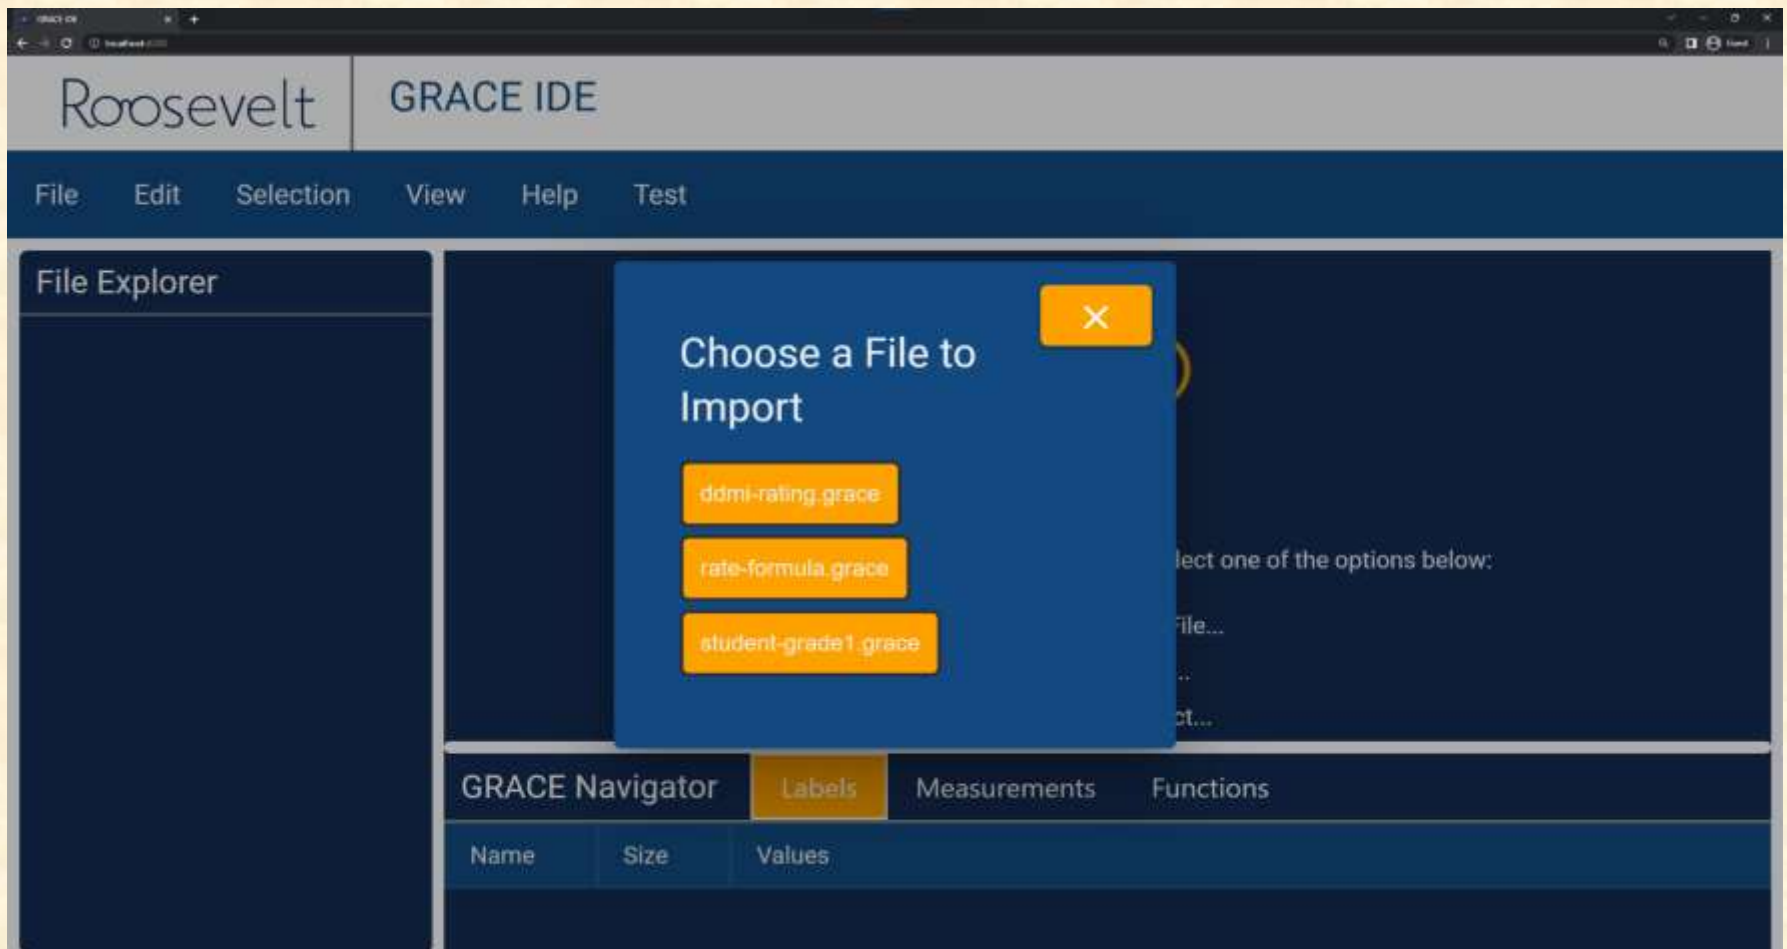 GRACE IDE
Roosevelt
GRACE IDE
File Edit Selection View Help Test
File Explorer
Choose a File to
Import
ddmi-rating.grace
rate-formula.grace
student-grade1.grace
lect one of the options below:
File...
...
ct...
GRACE Navigator Labels Measurements Functions
Name Size Values